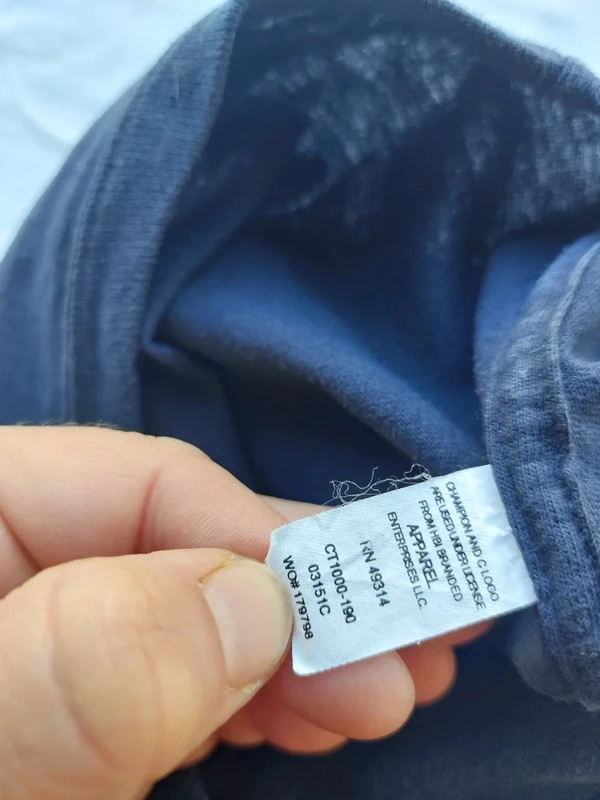 CHAMPION AND C LOGO
ARE USED UNDER LICENSE
FROM HBI BRANDED
APPAREL
ENTERPRISES LLC.
RN 49314
CT1000-190
03151C
WO# 179798